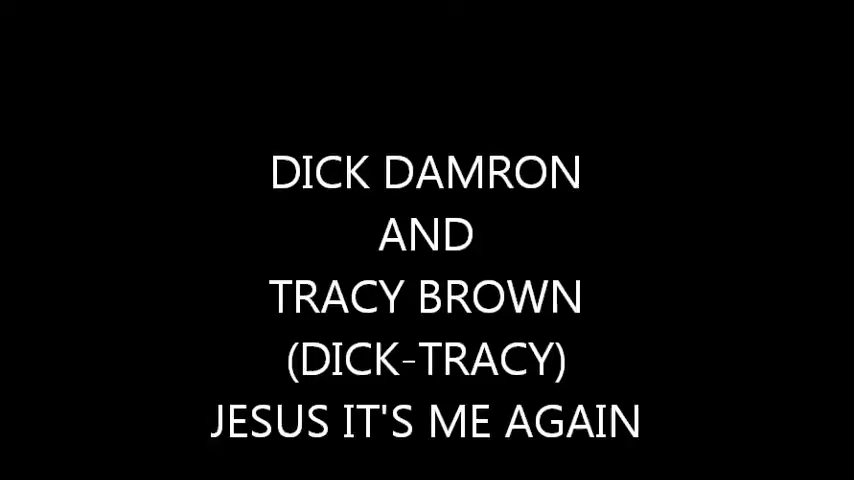 DICK DAMRON
AND
TRACY BROWN
(DICK-TRACY)
JESUS IT'S ME AGAIN